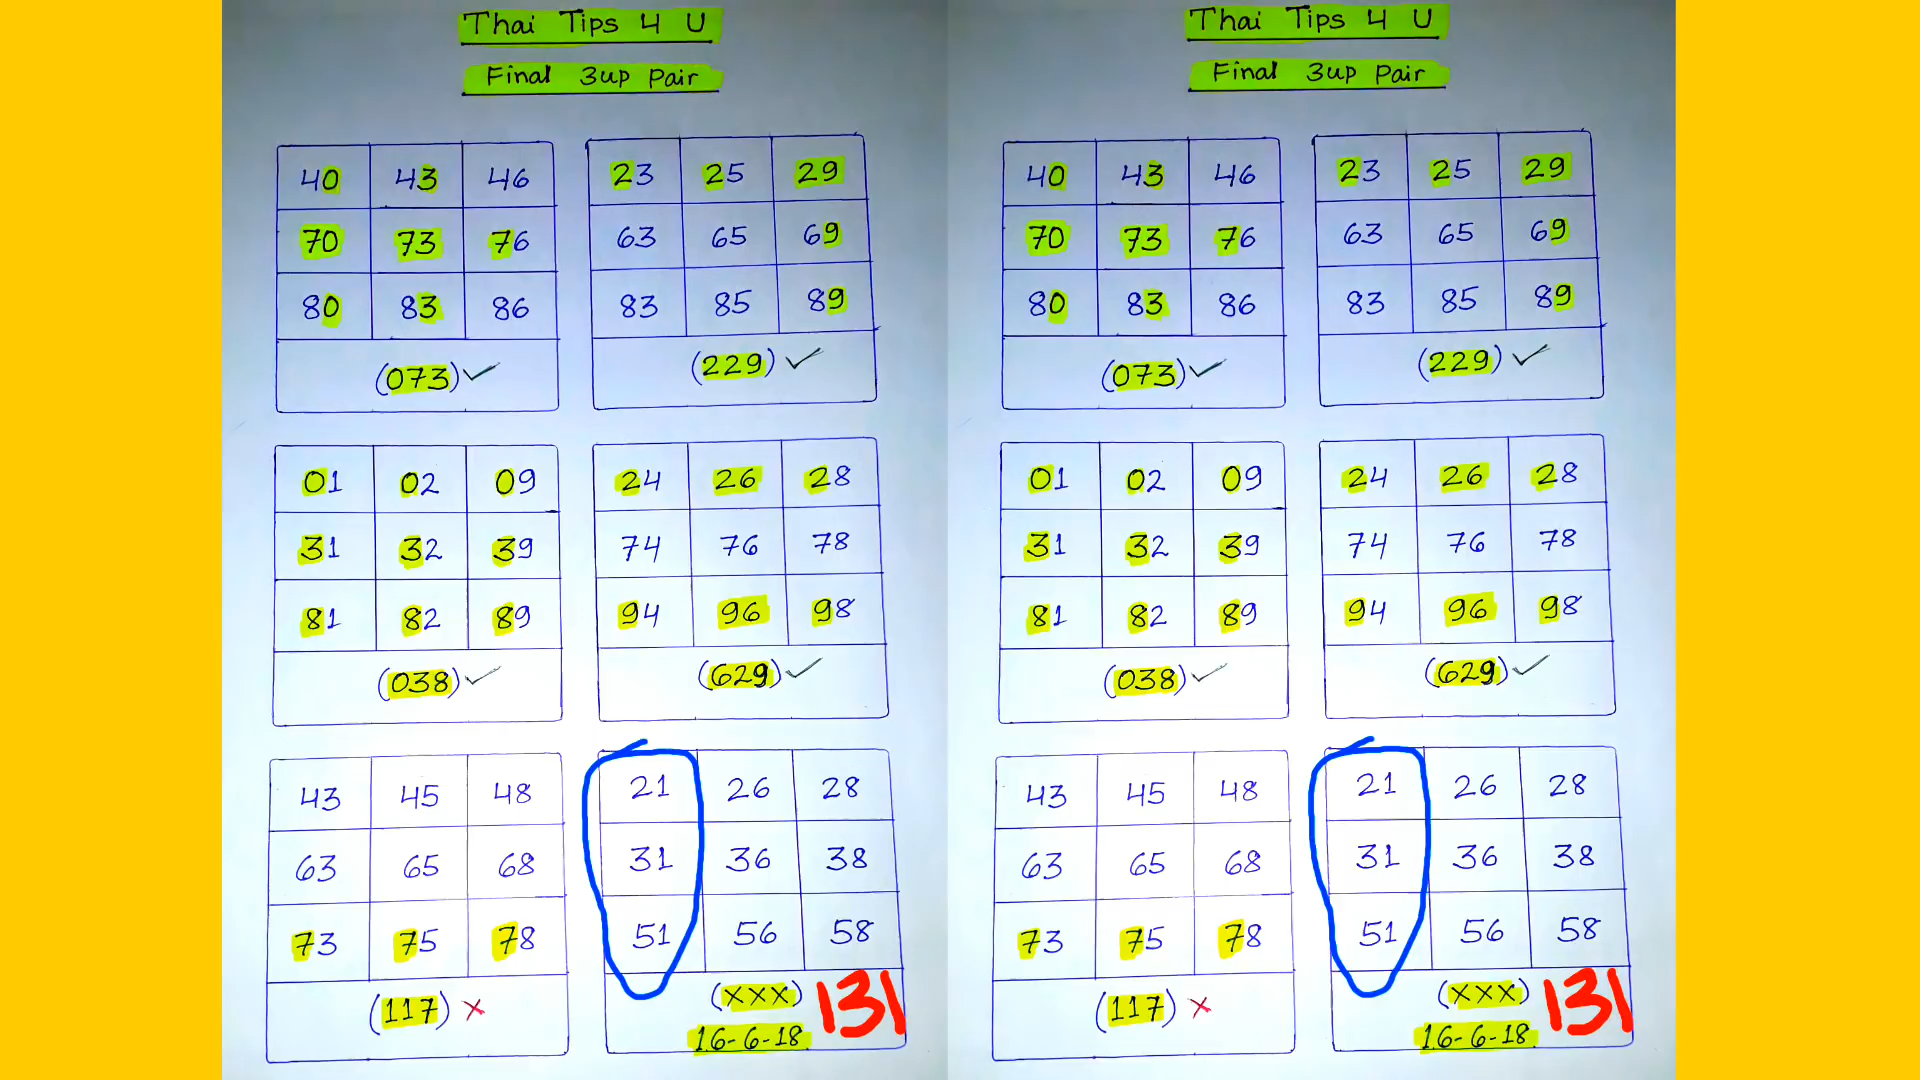 Thai Tips 4 U
Final 3up Pair
40 43 46
70 73 76
80 83 86
(073) ✓
23 25 29
63 65 69
83 85 89
(229) ✓
01 02 09
31 32 39
81 82 89
(038) ✓
24 26 28
74 76 78
94 96 98
(629) ✓
43 45 48
63 65 68
73 75 78
(117) ×
21 26 28
31 36 38
51 56 58
(×××) 131
16-6-18
Thai Tips 4 U
Final 3up Pair
40 43 46
70 73 76
80 83 86
(073) ✓
23 25 29
63 65 69
83 85 89
(229) ✓
01 02 09
31 32 39
81 82 89
(038) ✓
24 26 28
74 76 78
94 96 98
(629) ✓
43 45 48
63 65 68
73 75 78
(117) ×
21 26 28
31 36 38
51 56 58
(×××) 131
16-6-18